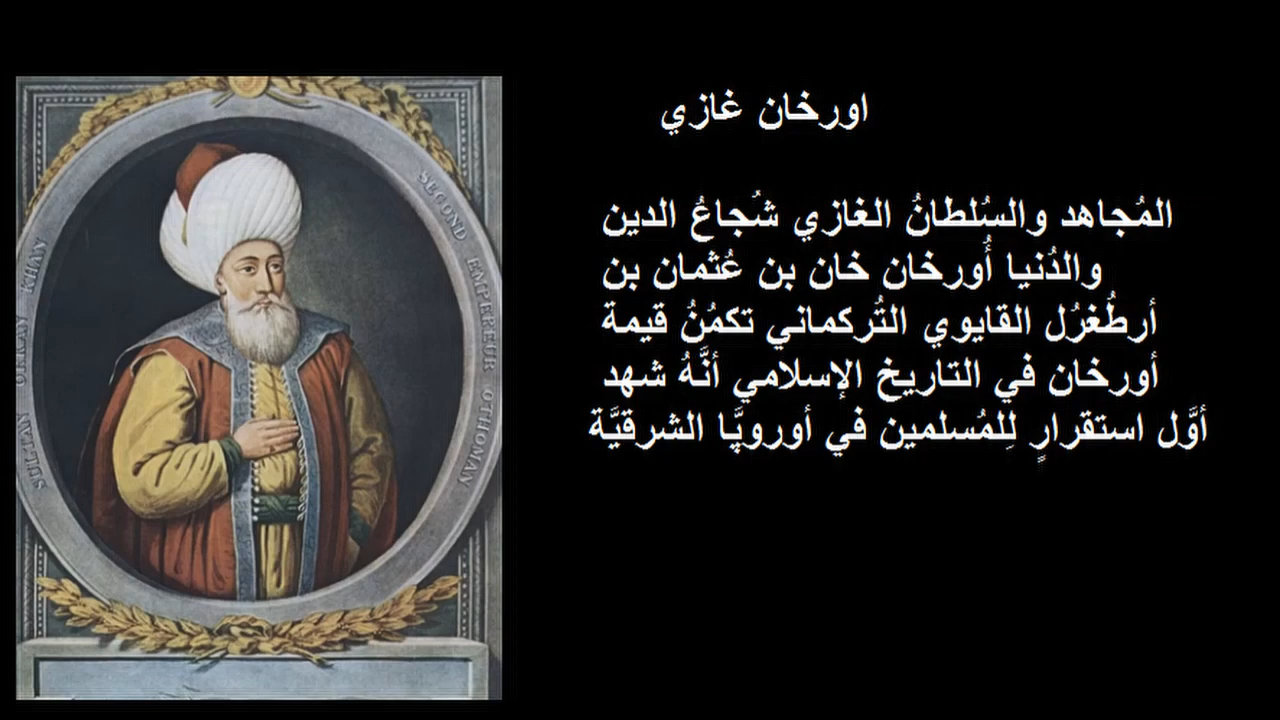 اورخان غازي
المُجاهد والسُلطانُ الغازي شُجاعُ الدين
والدُنيا أُورخان خان بن عُثمان بن
أرطُغرُل القايوي التُركماني تكمُنُ قيمة
أورخان في التاريخ الإسلامي أنَّهُ شهد
أوَّل استقرارٍ لِلمُسلمين في أوروپَّا الشرقيَّة
SULTAN ORKAN KHAN
SECOND EMPEREUR OTHOMAN